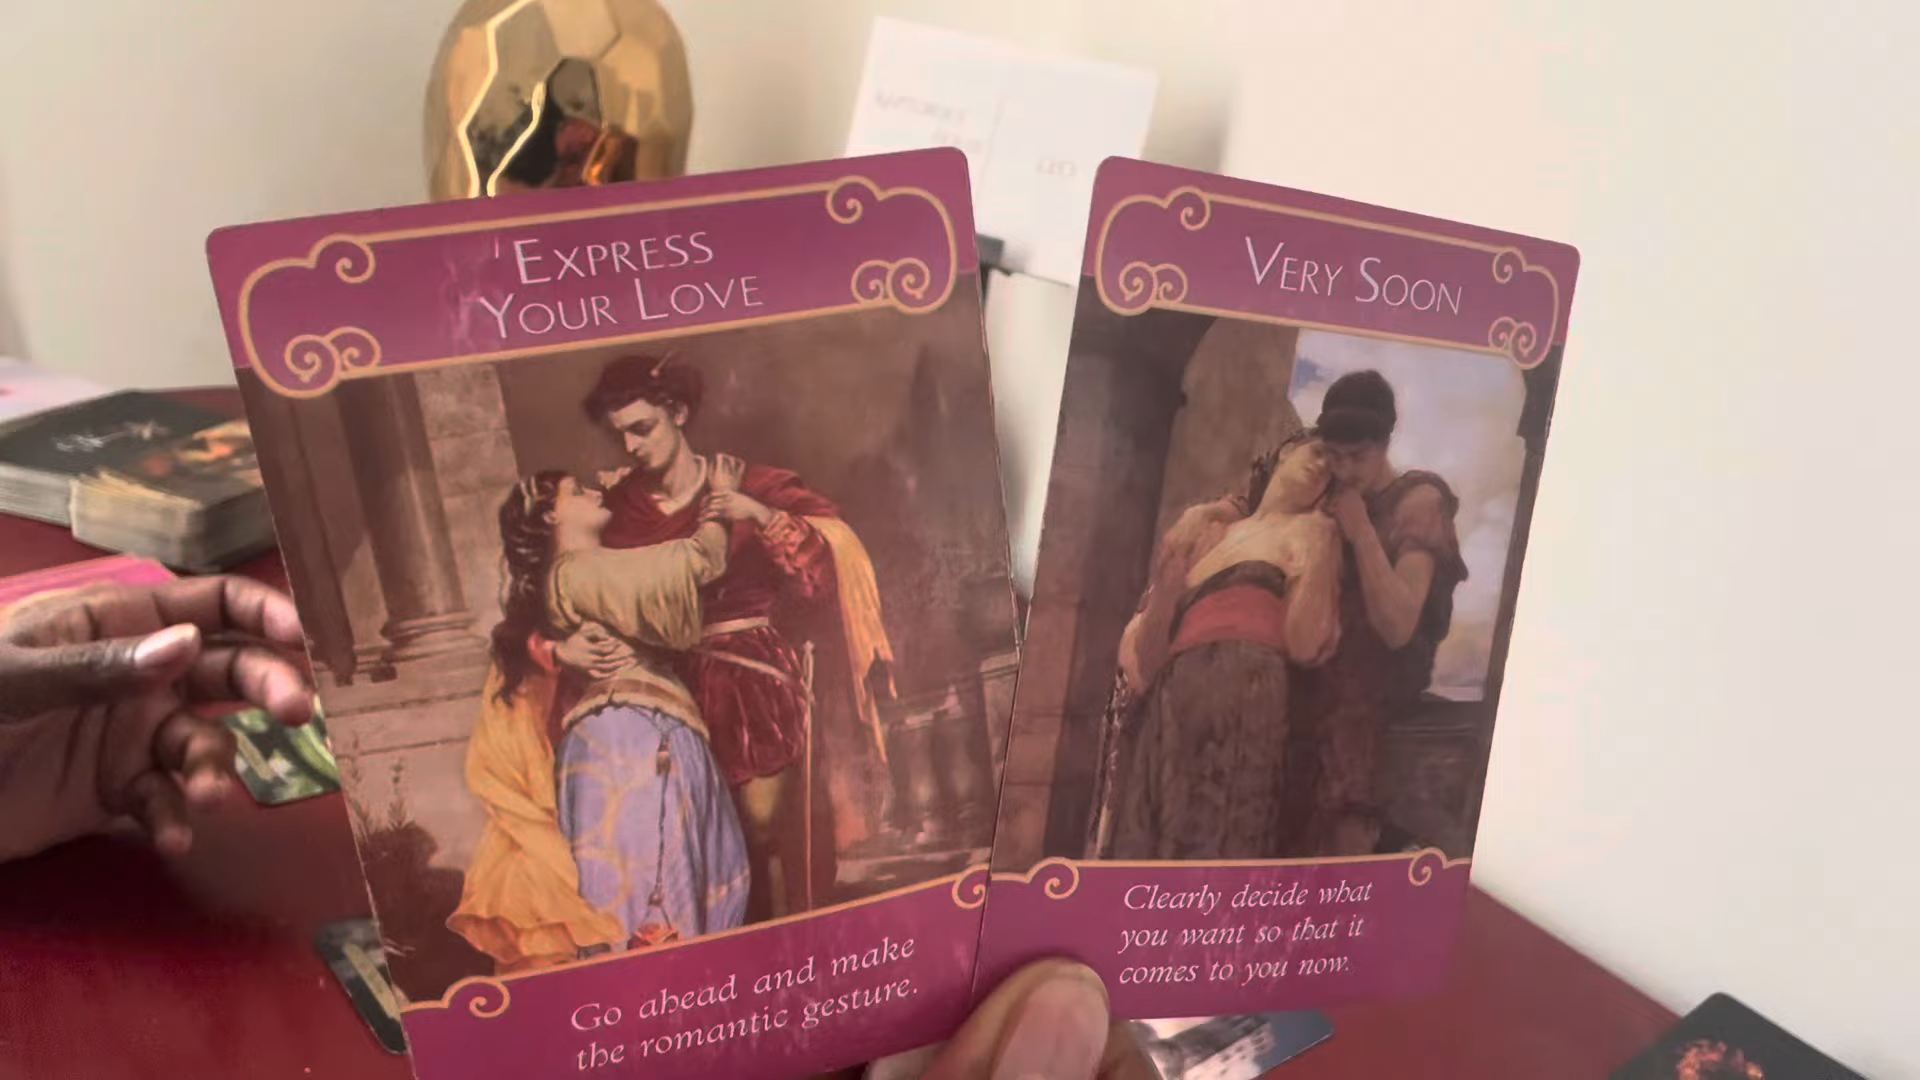 EXPRESS
YOUR LOVE
Go ahead and make
the romantic gesture.
VERY SOON
Clearly decide what
you want so that it
comes to you now.